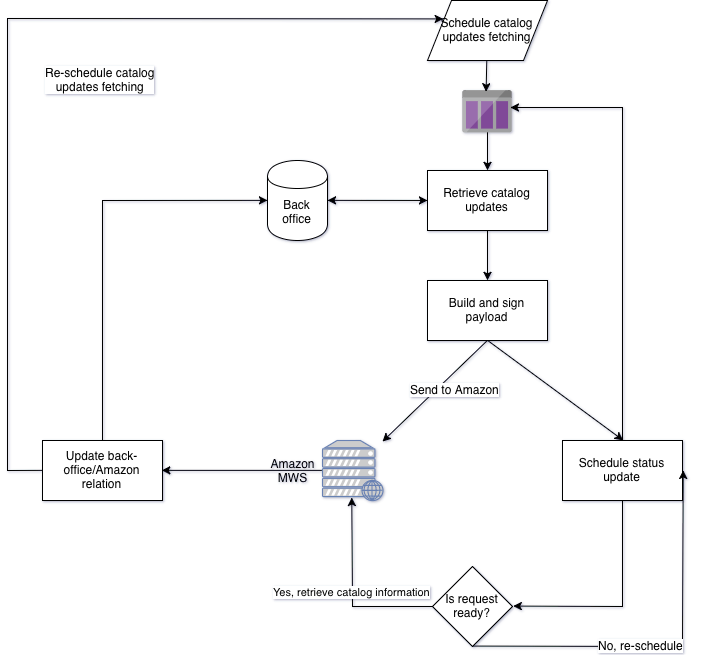 Schedule catalog
updates fetching
Re-schedule catalog
updates fetching
Retrieve catalog
updates
Back
office
Build and sign
payload
Send to Amazon
Update back-
office/Amazon
relation
Amazon
MWS
Schedule status
update
Yes, retrieve catalog information
Is request
ready?
No, re-schedule